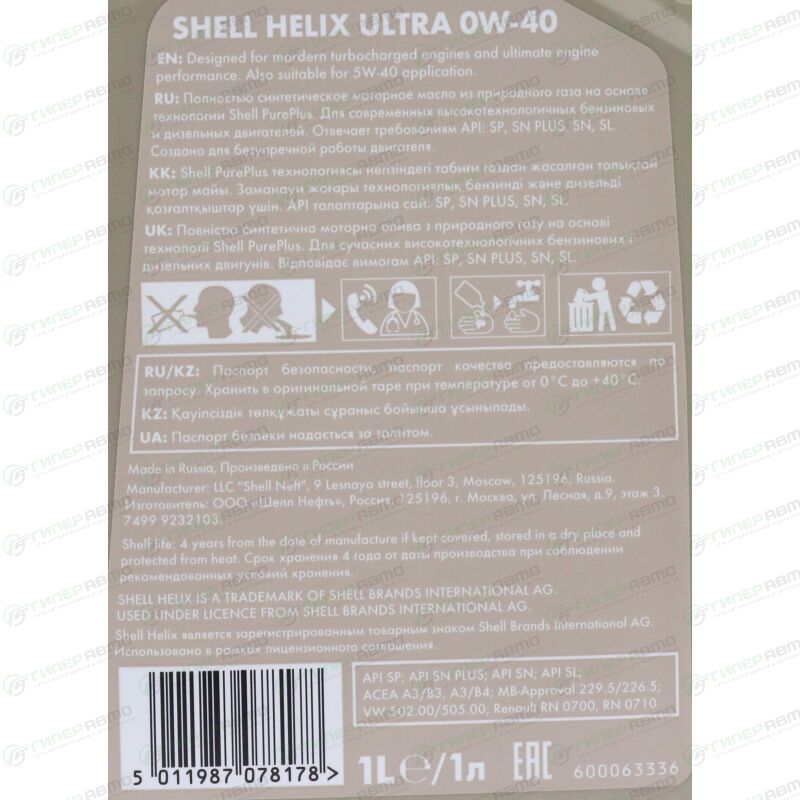 SHELL HELIX ULTRA 0W-40
EN: Designed for mordern turbocharged engines and ultimate engine
performance. Also suitable for 5W-40 application.
RU: Полностью синтетическое моторное масло из природного газа на основе
технологии Shell PurePlus. Для современных высокотехнологичных бензиновых
и дизельных двигателей. Отвечает требованиям API: SP, SN PLUS, SN, SL.
Создано для безупречной работы двигателя.
KK: Shell PurePlus технологиясы негізіндегі табиғи газдан жасалған толықтай
мотор майы. Заманауи жоғары технологиялық бензинді және дизельді
қозғалтқыштар үшін. API талаптарына сай: SP, SN PLUS, SN, SL.
UK: Повністю синтетична моторна олива з природного газу на основі
технології Shell PurePlus. Для сучасних високотехнологічних бензинових і
дизельних двигунів. Відповідає вимогам API: SP, SN PLUS, SN, SL.
RU/KZ: Паспорт безопасности, паспорт качества предоставляются по
запросу. Хранить в оригинальной таре при температуре от 0°C до +40°C.
KZ: Қауіпсіздік төлқұжаты сұраныс бойынша ұсынылады.
UA: Паспорт безпеки надається за запитом.
Made in Russia, Произведено в России
Manufacturer: LLC "Shell Neft", 9 Lesnaya street, floor 3, Moscow, 125196, Russia.
Изготовитель: ООО «Шелл Нефть», Россия, 125196, г. Москва, ул. Лесная, д.9, этаж 3.
7499 9232103
Shelf life: 4 years from the date of manufacture if kept covered, stored in a dry place and
protected from heat. Срок хранения 4 года от даты производства при соблюдении
рекомендованных условий хранения.
SHELL HELIX IS A TRADEMARK OF SHELL BRANDS INTERNATIONAL AG.
USED UNDER LICENCE FROM SHELL BRANDS INTERNATIONAL AG.
Shell Helix является зарегистрированным товарным знаком Shell Brands International AG.
Использовано в рамках лицензионного соглашения.
API SP; API SN PLUS; API SN; API SL;
ACEA A3/B3, A3/B4; MB-Approval 229.5/226.5;
VW 502.00/505.00; Renault RN 0700, RN 0710
5 011987 078178 >
1L ℮/1л EAC 600063336
ГИПЕРАВТО